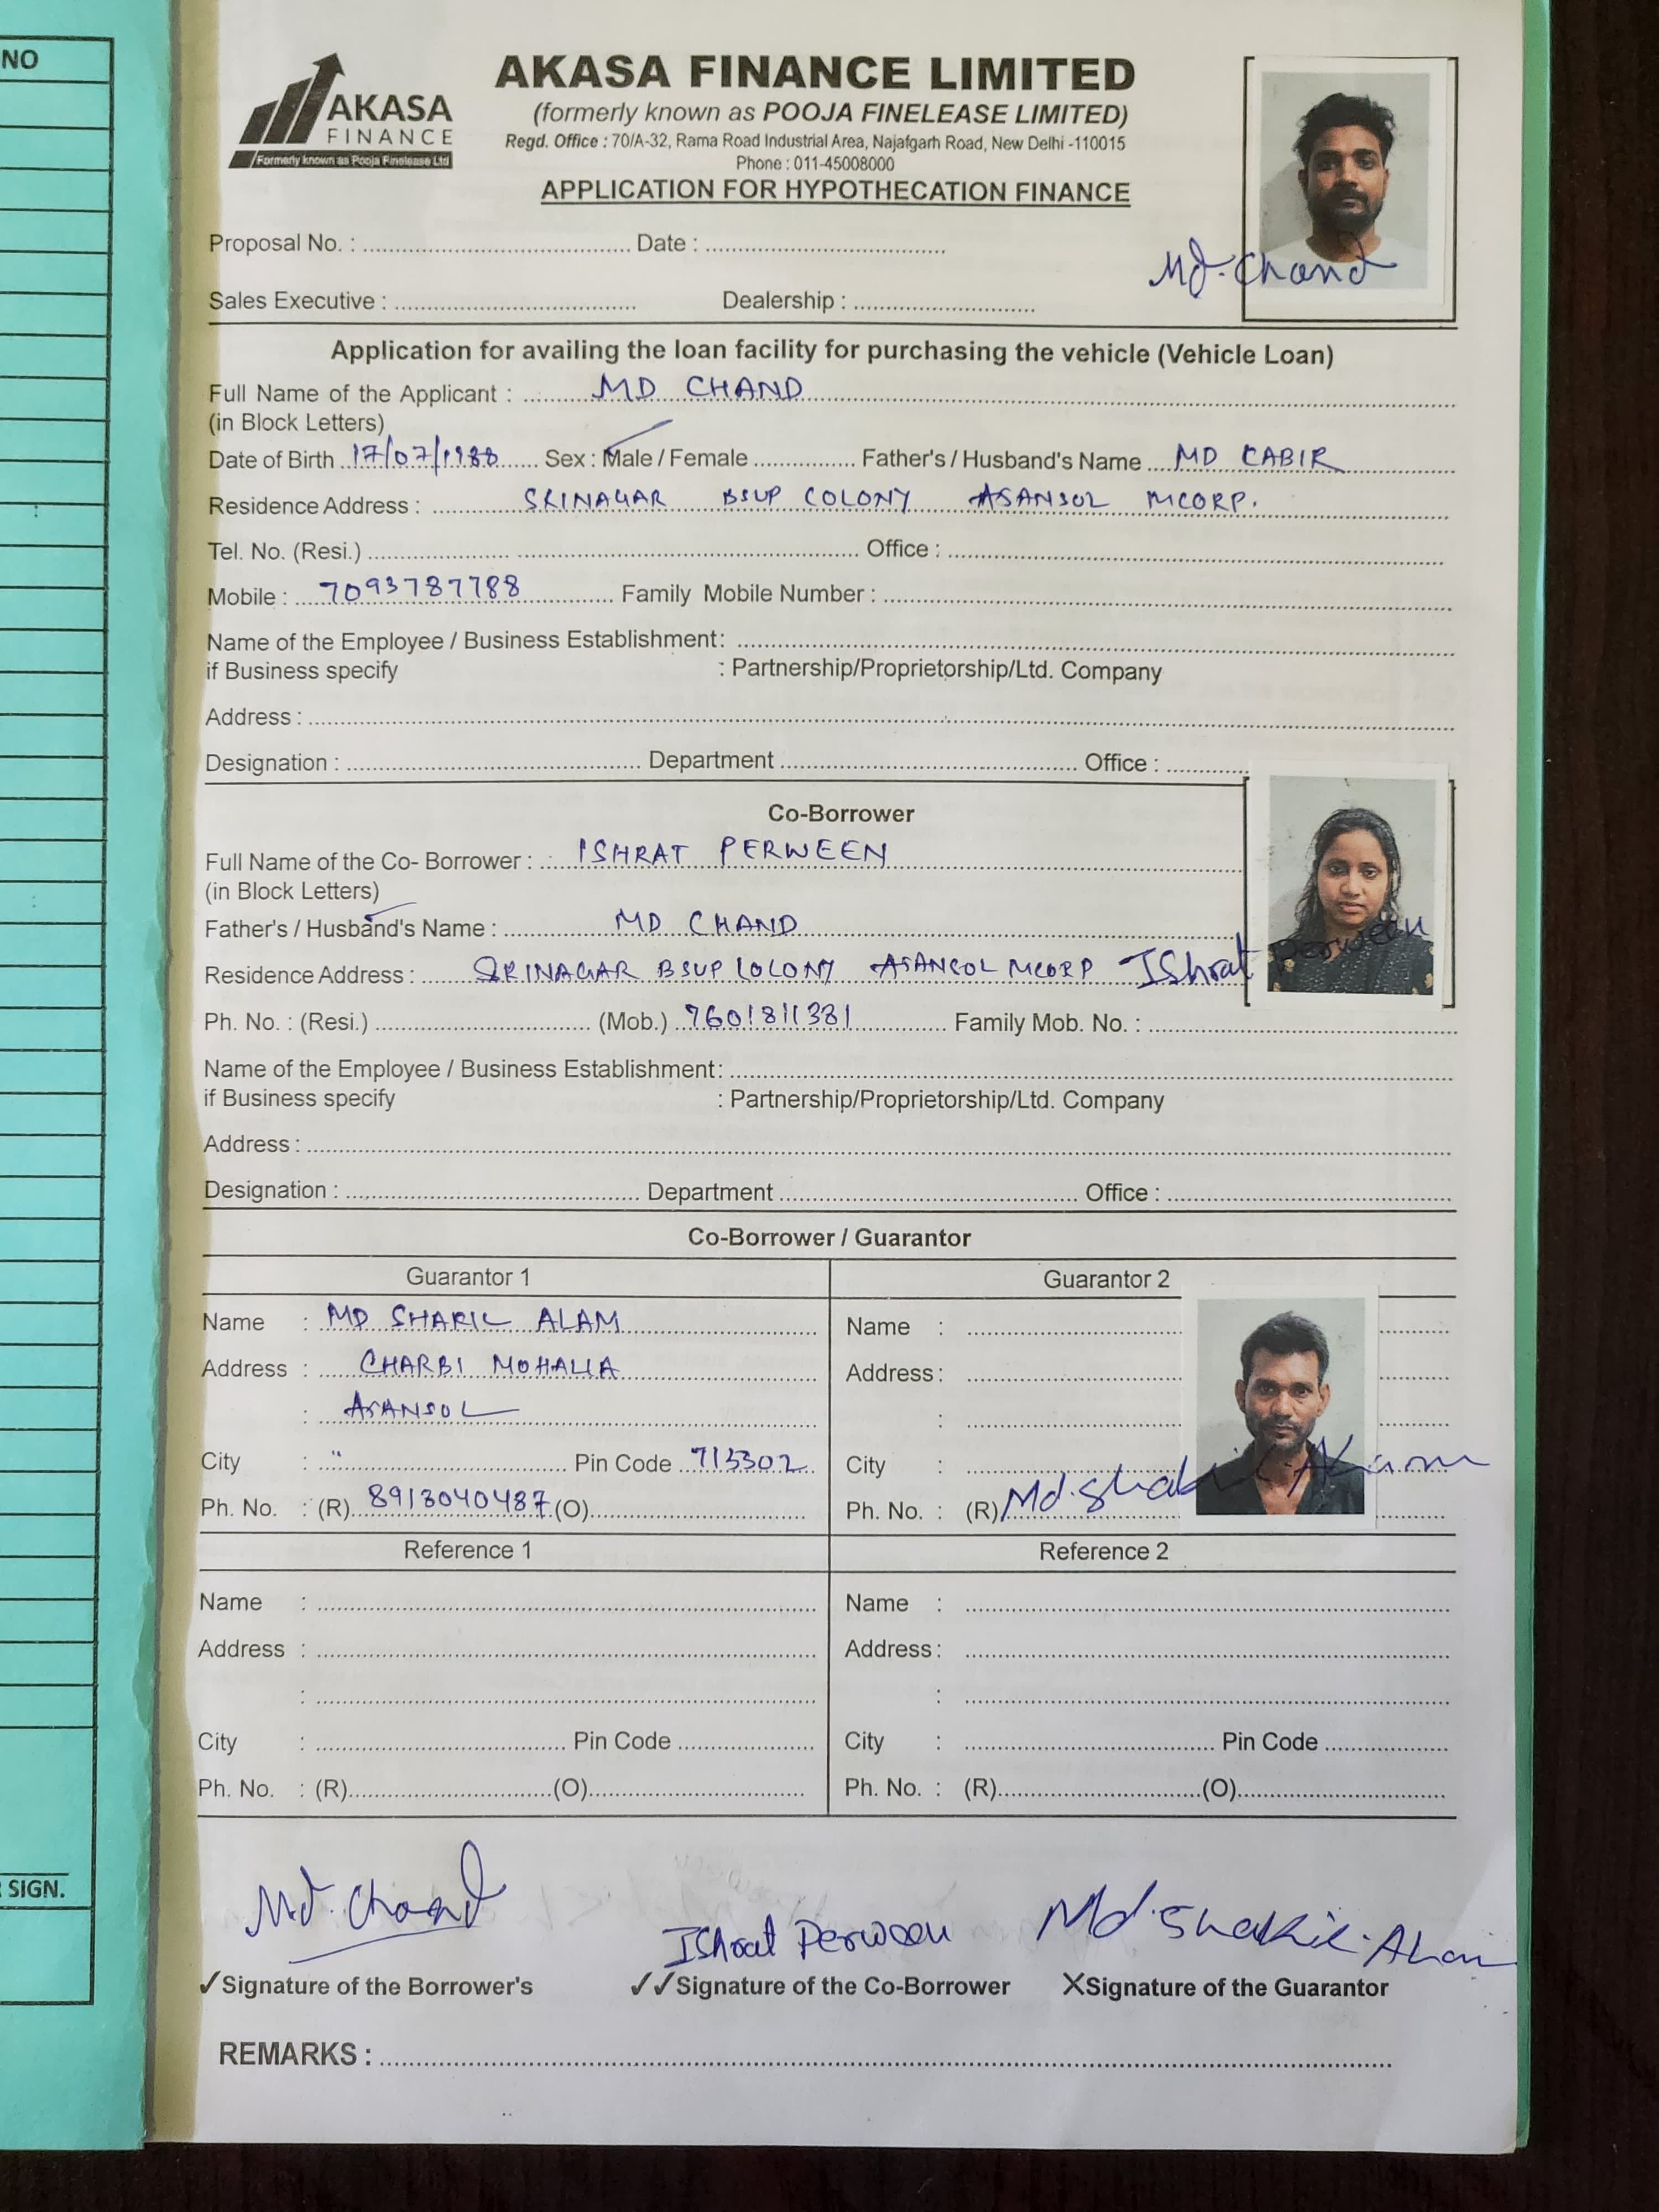 NO
AKASA
FINANCE
Formerly known as Pooja Finelease Ltd
AKASA FINANCE LIMITED
(formerly known as POOJA FINELEASE LIMITED)
Regd. Office : 70/A-32, Rama Road Industrial Area, Najafgarh Road, New Delhi -110015
Phone : 011-45008000
APPLICATION FOR HYPOTHECATION FINANCE
Proposal No. : Date :
Md. Chand
Sales Executive : Dealership :
Application for availing the loan facility for purchasing the vehicle (Vehicle Loan)
Full Name of the Applicant : MD CHAND
(in Block Letters)
Date of Birth 17/07/1988 Sex : Male / Female Father's / Husband's Name MD CABIR
Residence Address : SRINAGAR BSUP COLONY ASANSOL MCORP.
Tel. No. (Resi.) Office :
Mobile : 7093787788 Family Mobile Number :
Name of the Employee / Business Establishment:
if Business specify : Partnership/Proprietorship/Ltd. Company
Address :
Designation : Department Office :
Co-Borrower
Full Name of the Co- Borrower : ISHRAT PERWEEN
(in Block Letters)
Father's / Husband's Name : MD CHAND
Residence Address : SRINAGAR BSUP COLONY ASANSOL MCORP IShrat Perween
Ph. No. : (Resi.) (Mob.) Family Mob. No. :
Name of the Employee / Business Establishment:
if Business specify : Partnership/Proprietorship/Ltd. Company
Address :
Designation : Department Office :
Co-Borrower / Guarantor
Guarantor 1 Guarantor 2
Name : MD SHAKIL ALAM Name :
Address : CHARBI MOHALLA Address :
: ASANSOL :
City : " Pin Code 713302 City :
Ph. No. : (R) 8913040487 (O) Ph. No. : (R) Md. Shakil. Alam
Reference 1 Reference 2
Name : Name :
Address : Address :
: :
City : Pin Code City : Pin Code
Ph. No. : (R) (O) Ph. No. : (R) (O)
Md. Chand IShrat Perween Md. Shakil. Alam
✓Signature of the Borrower's ✓✓Signature of the Co-Borrower XSignature of the Guarantor
SIGN.
REMARKS :